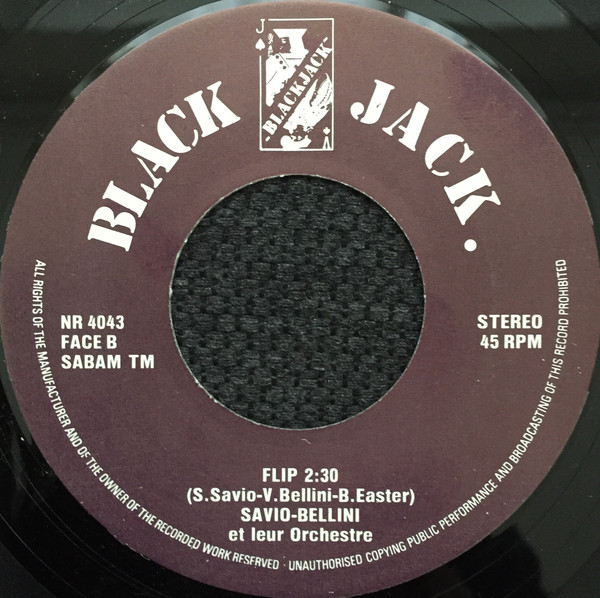 J
-BLACKJACK-
BLACK JACK.
NR 4043
FACE B
SABAM TM
STEREO
45 RPM
FLIP 2:30
(S.Savio-V.Bellini-B.Easter)
SAVIO-BELLINI
et leur Orchestre
ALL RIGHTS OF THE MANUFACTURER AND OF THE OWNER OF THE RECORDED WORK RESERVED · UNAUTHORISED COPYING PUBLIC PERFORMANCE AND BROADCASTING OF THIS RECORD PROHIBITED